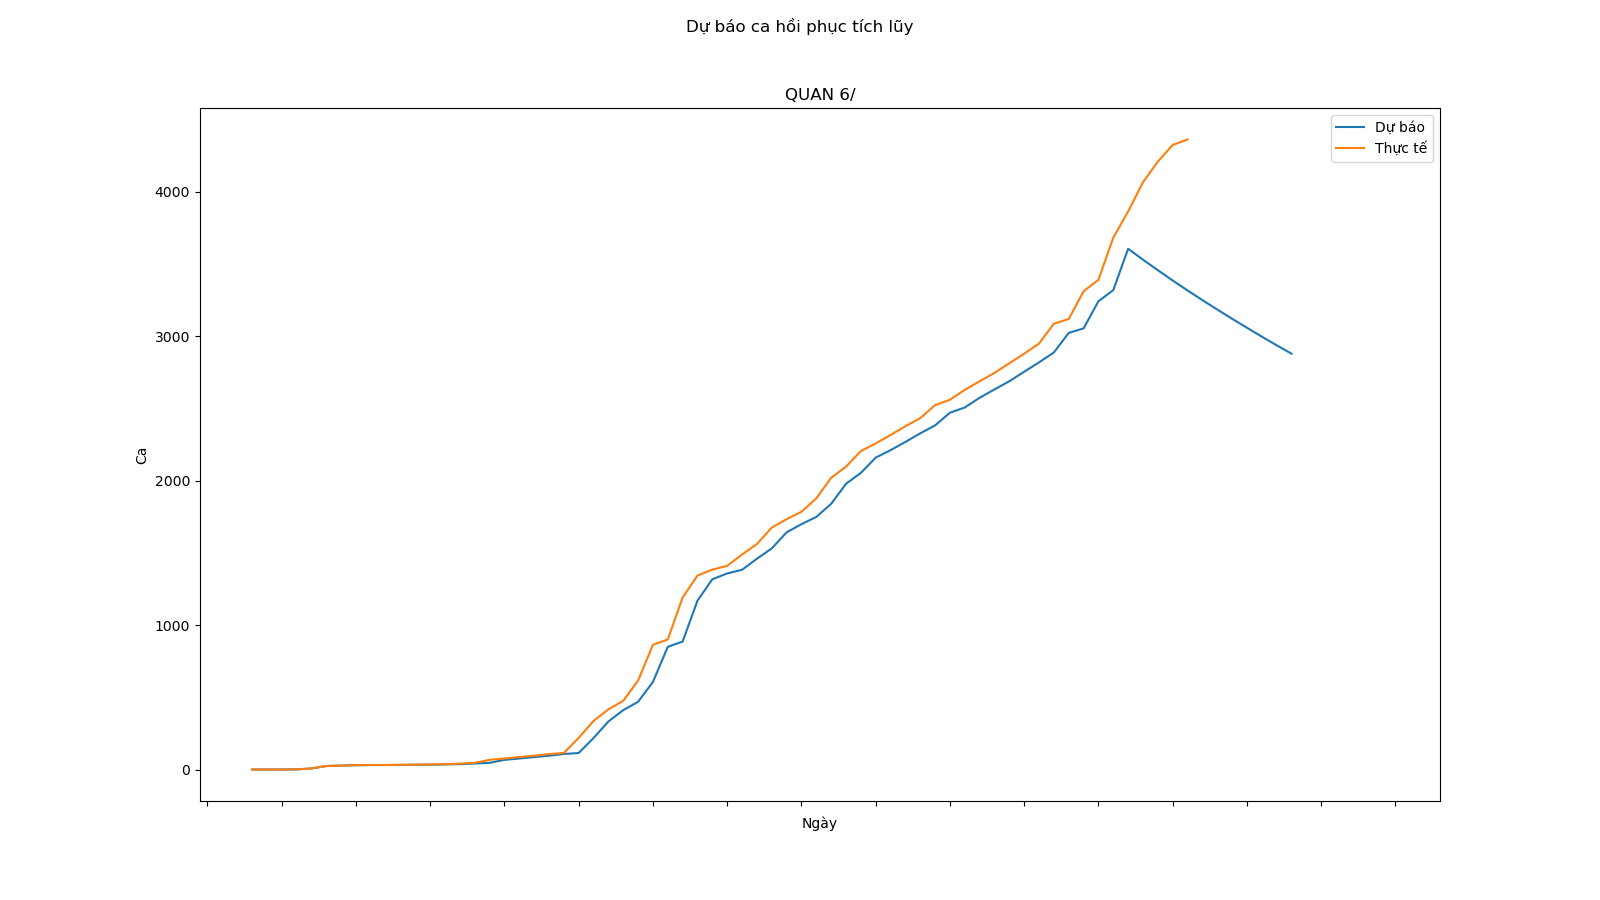 Dự báo ca hồi phục tích lũy
QUAN 6/
Dự báo
Thực tế
4000
3000
2000
1000
0
Ca
Ngày